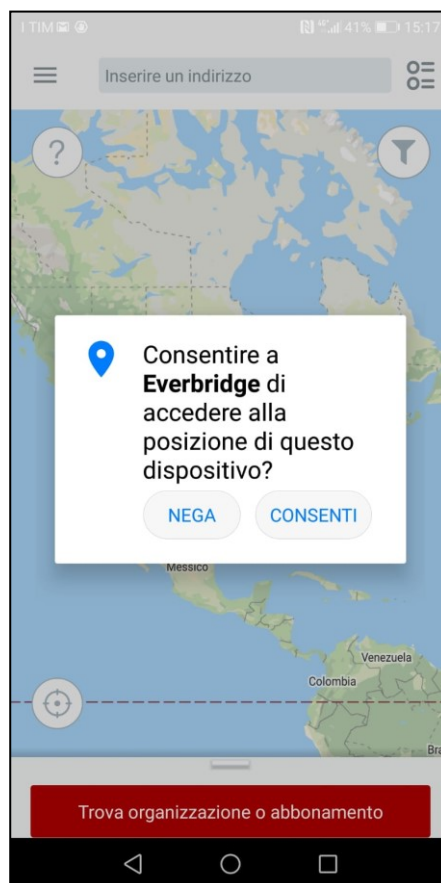 I TIM 41% 15:17
Inserire un indirizzo
?
Consentire a
Everbridge di
accedere alla
posizione di questo
dispositivo?
NEGA CONSENTI
Messico
Venezuela
Colombia
Bra
Trova organizzazione o abbonamento